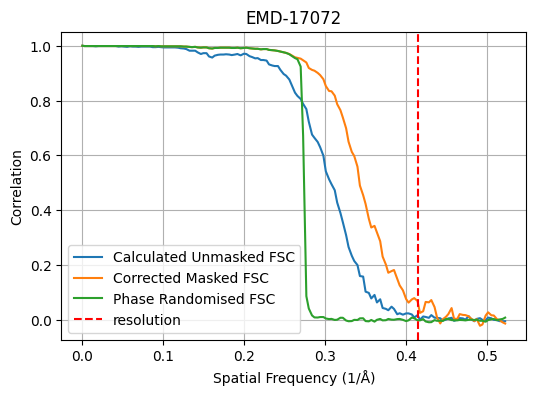 EMD-17072
1.0
0.8
0.6
0.4
0.2
0.0
Correlation
Calculated Unmasked FSC
Corrected Masked FSC
Phase Randomised FSC
resolution
0.0 0.1 0.2 0.3 0.4 0.5
Spatial Frequency (1/Å)